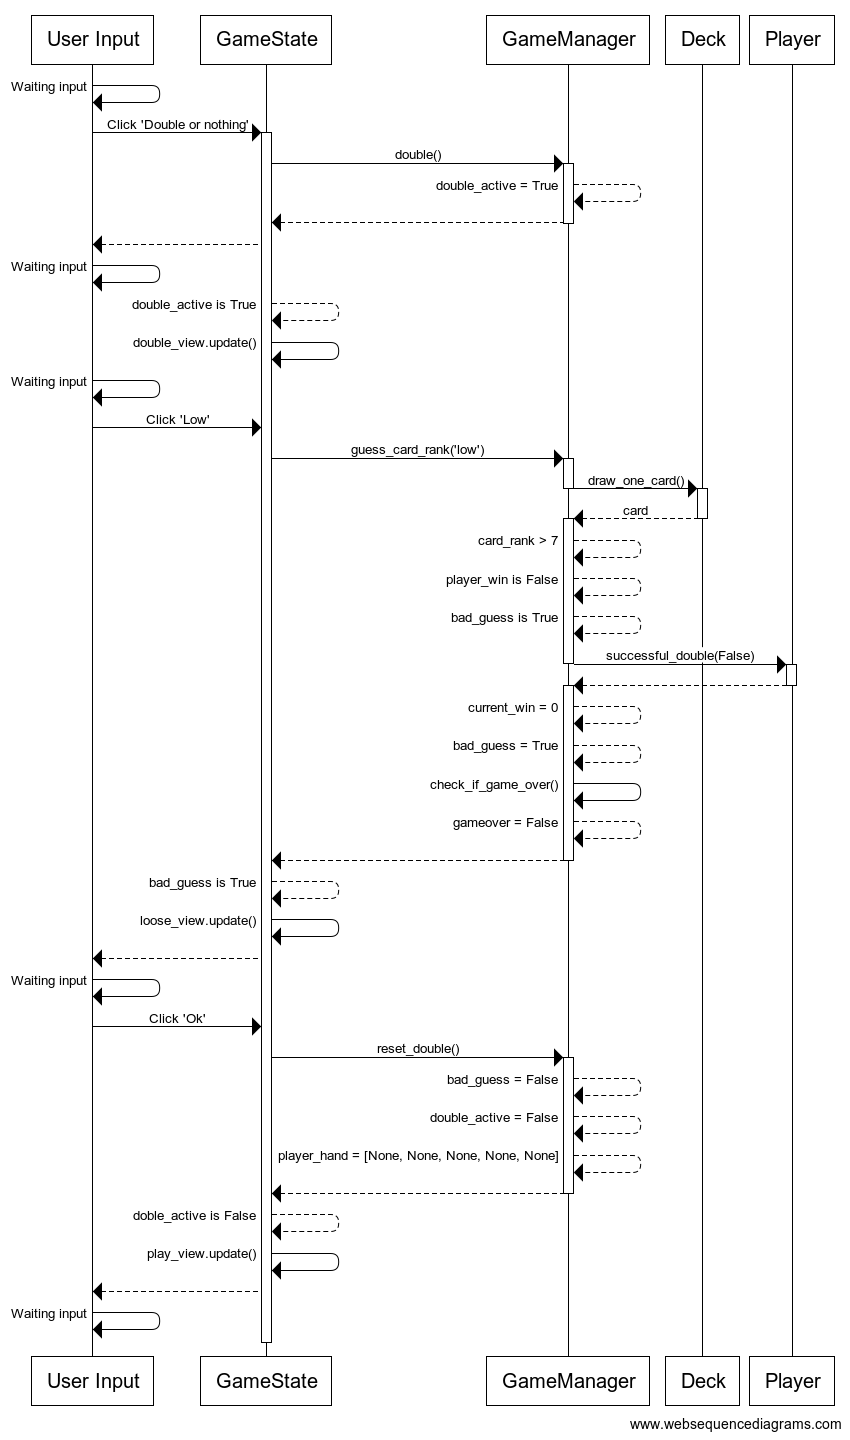 User Input
GameState
GameManager
Deck
Player
Waiting input
Click 'Double or nothing'
double()
double_active = True
Waiting input
double_active is True
double_view.update()
Waiting input
Click 'Low'
guess_card_rank('low')
draw_one_card()
card
card_rank > 7
player_win is False
bad_guess is True
successful_double(False)
current_win = 0
bad_guess = True
check_if_game_over()
gameover = False
bad_guess is True
loose_view.update()
Waiting input
Click 'Ok'
reset_double()
bad_guess = False
double_active = False
player_hand = [None, None, None, None, None]
doble_active is False
play_view.update()
Waiting input
User Input
GameState
GameManager
Deck
Player
www.websequencediagrams.com